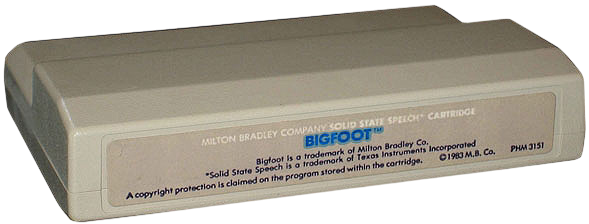 MILTON BRADLEY COMPANY SOLID STATE SPEECH* CARTRIDGE
BIGFOOT™
Bigfoot is a trademark of Milton Bradley Co.
*Solid State Speech is a trademark of Texas Instruments Incorporated
©1983 M.B. Co. PHM 3151
A copyright protection is claimed on the program stored within the cartridge.